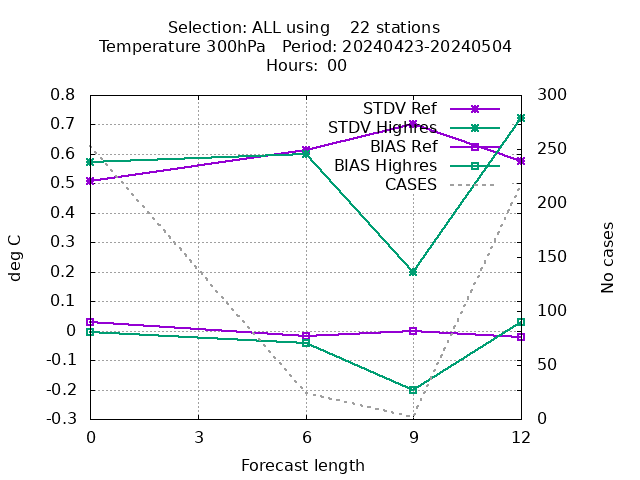 Selection: ALL using    22 stations
Temperature 300hPa   Period: 20240423-20240504
Hours: 00
0.8
0.7
0.6
0.5
0.4
0.3
0.2
0.1
0
-0.1
-0.2
-0.3
deg C
300
250
200
150
100
50
0
No cases
STDV Ref
STDV Highres
BIAS Ref
BIAS Highres
CASES
0 3 6 9 12
Forecast length